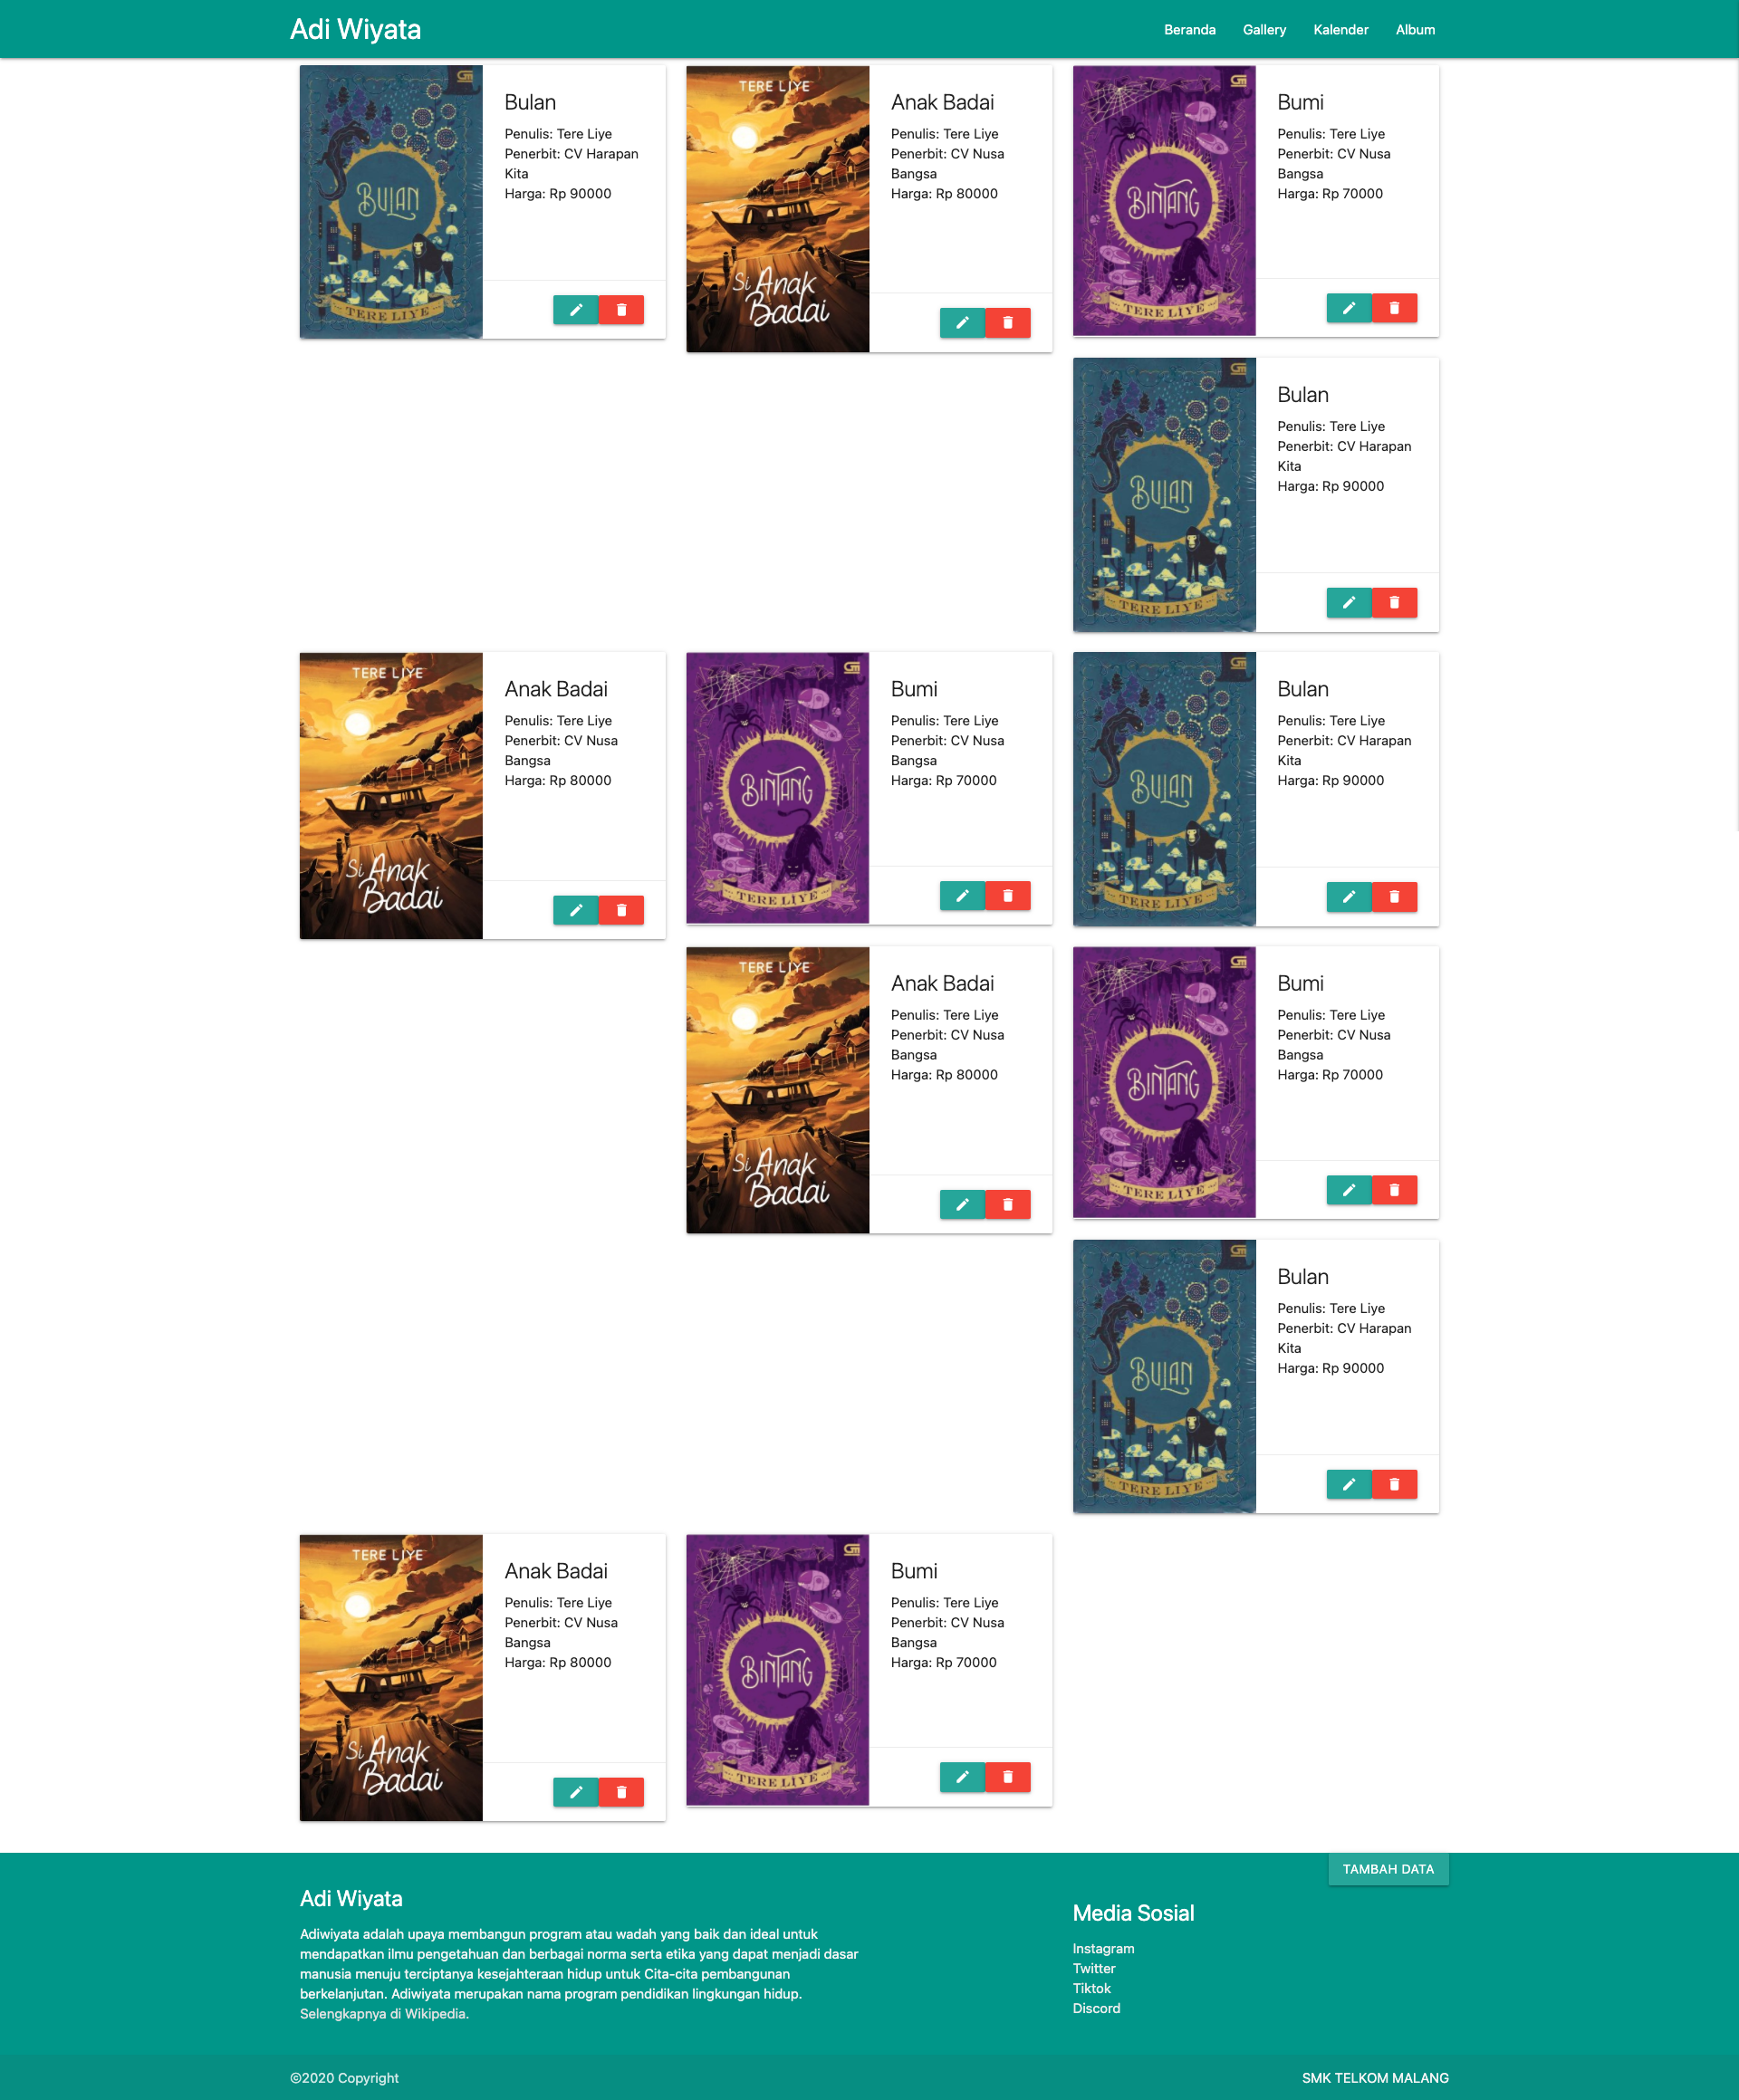 Adi Wiyata
Beranda Gallery Kalender Album
GM
BULAN
TERE LIYE
Bulan
Penulis: Tere Liye
Penerbit: CV Harapan
Kita
Harga: Rp 90000
TERE LIYE
Si Anak
Badai
Anak Badai
Penulis: Tere Liye
Penerbit: CV Nusa
Bangsa
Harga: Rp 80000
GM
BINTANG
TERE LIYE
Bumi
Penulis: Tere Liye
Penerbit: CV Nusa
Bangsa
Harga: Rp 70000
GM
BULAN
TERE LIYE
Bulan
Penulis: Tere Liye
Penerbit: CV Harapan
Kita
Harga: Rp 90000
TERE LIYE
Si Anak
Badai
Anak Badai
Penulis: Tere Liye
Penerbit: CV Nusa
Bangsa
Harga: Rp 80000
GM
BINTANG
TERE LIYE
Bumi
Penulis: Tere Liye
Penerbit: CV Nusa
Bangsa
Harga: Rp 70000
GM
BULAN
TERE LIYE
Bulan
Penulis: Tere Liye
Penerbit: CV Harapan
Kita
Harga: Rp 90000
TERE LIYE
Si Anak
Badai
Anak Badai
Penulis: Tere Liye
Penerbit: CV Nusa
Bangsa
Harga: Rp 80000
GM
BINTANG
TERE LIYE
Bumi
Penulis: Tere Liye
Penerbit: CV Nusa
Bangsa
Harga: Rp 70000
GM
BULAN
TERE LIYE
Bulan
Penulis: Tere Liye
Penerbit: CV Harapan
Kita
Harga: Rp 90000
TERE LIYE
Si Anak
Badai
Anak Badai
Penulis: Tere Liye
Penerbit: CV Nusa
Bangsa
Harga: Rp 80000
GM
BINTANG
TERE LIYE
Bumi
Penulis: Tere Liye
Penerbit: CV Nusa
Bangsa
Harga: Rp 70000
TAMBAH DATA
Adi Wiyata
Adiwiyata adalah upaya membangun program atau wadah yang baik dan ideal untuk
mendapatkan ilmu pengetahuan dan berbagai norma serta etika yang dapat menjadi dasar
manusia menuju terciptanya kesejahteraan hidup untuk Cita-cita pembangunan
berkelanjutan. Adiwiyata merupakan nama program pendidikan lingkungan hidup.
Selengkapnya di Wikipedia.
Media Sosial
Instagram
Twitter
Tiktok
Discord
©2020 Copyright
SMK TELKOM MALANG